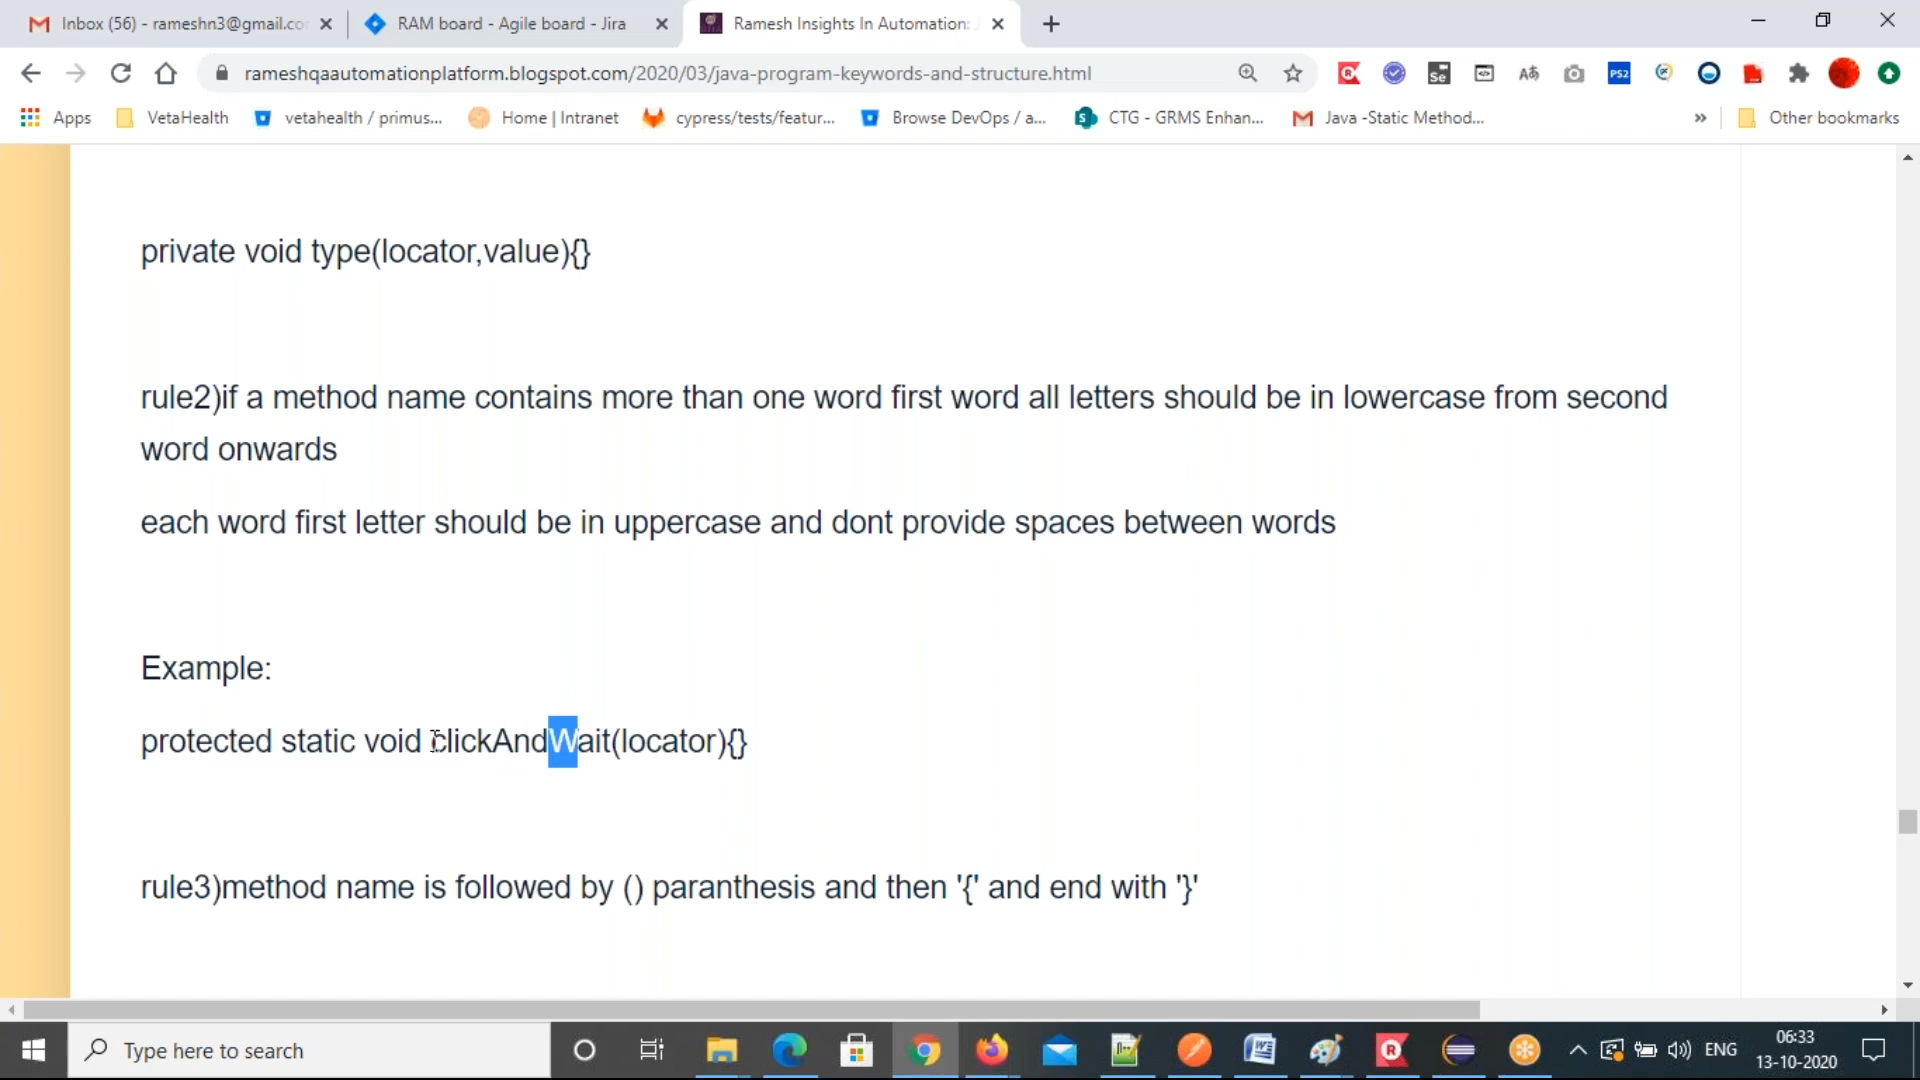 Inbox (56) - rameshn3@gmail.co
RAM board - Agile board - Jira
Ramesh Insights In Automation:
rameshqaautomationplatform.blogspot.com/2020/03/java-program-keywords-and-structure.html
Apps
VetaHealth
vetahealth / primus...
Home | Intranet
cypress/tests/featur...
Browse DevOps / a...
CTG - GRMS Enhan...
Java -Static Method...
»
Other bookmarks
private void type(locator,value){}
rule2)if a method name contains more than one word first word all letters should be in lowercase from second
word onwards
each word first letter should be in uppercase and dont provide spaces between words
Example:
protected static void clickAndWait(locator){}
rule3)method name is followed by () paranthesis and then '{' and end with '}'
Type here to search
ENG
06:33
13-10-2020